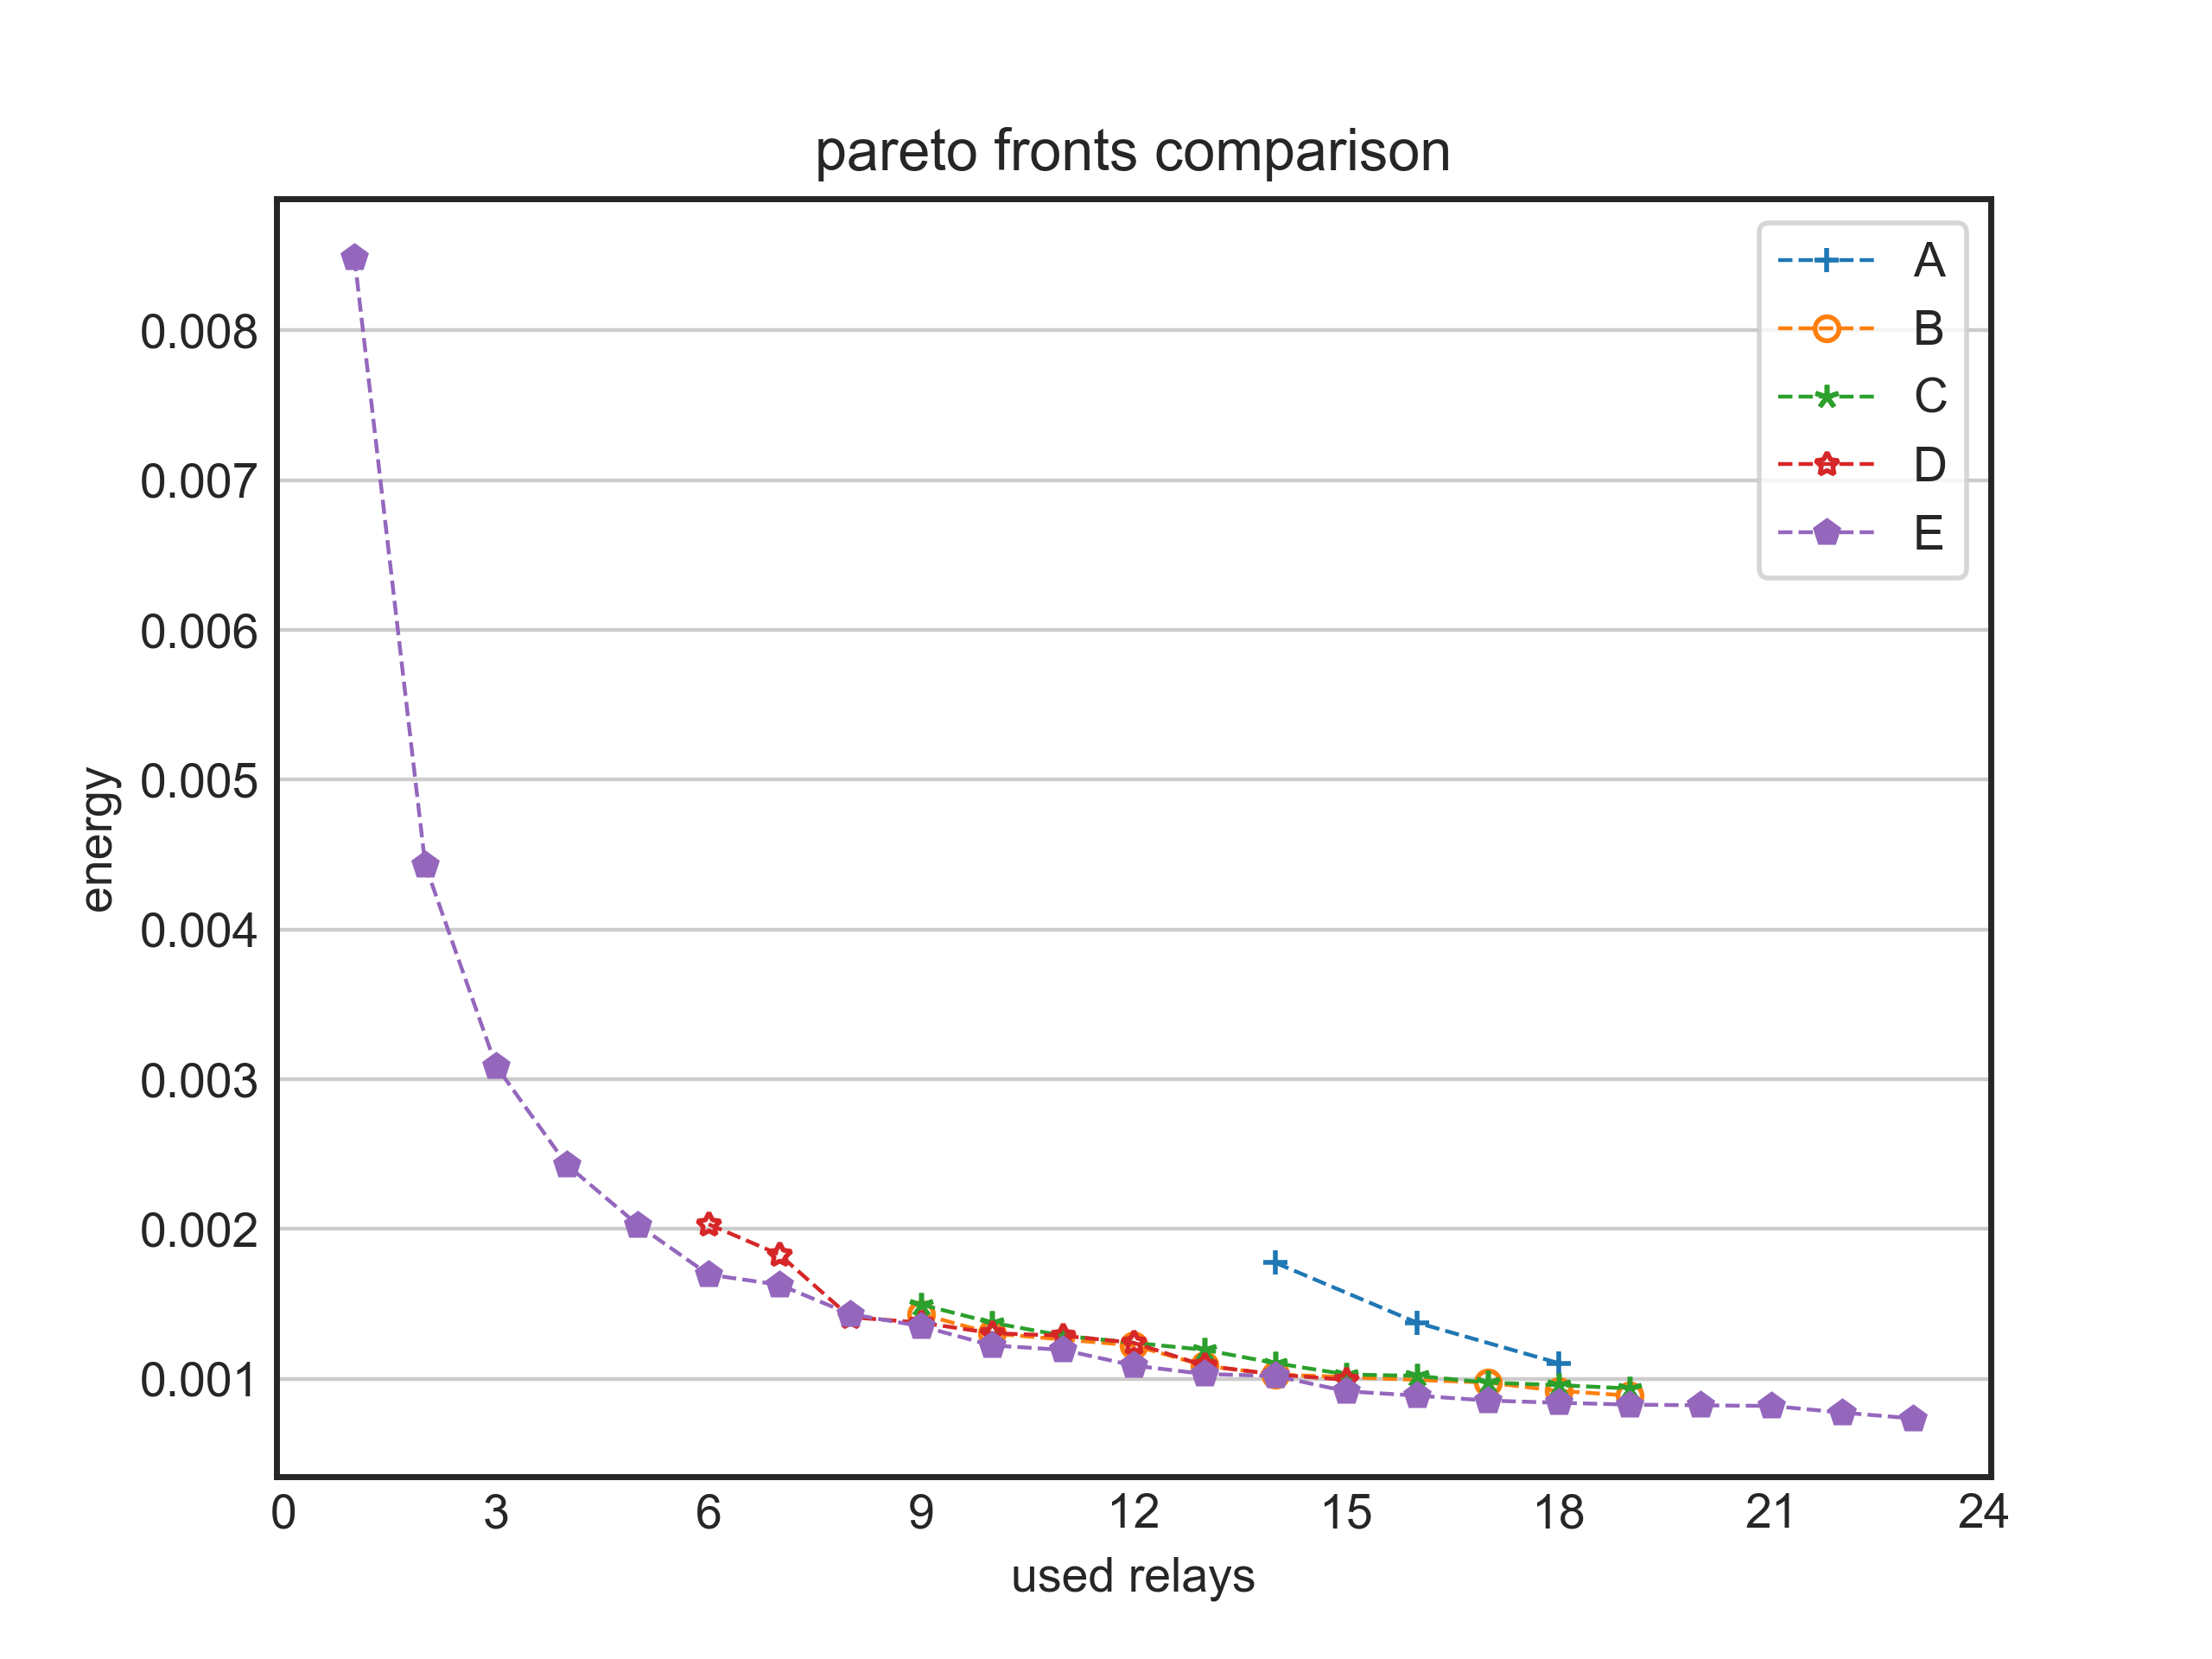 pareto fronts comparison
A
B
C
D
E
0.008
0.007
0.006
0.005
0.004
0.003
0.002
0.001
energy
0 3 6 9 12 15 18 21 24
used relays